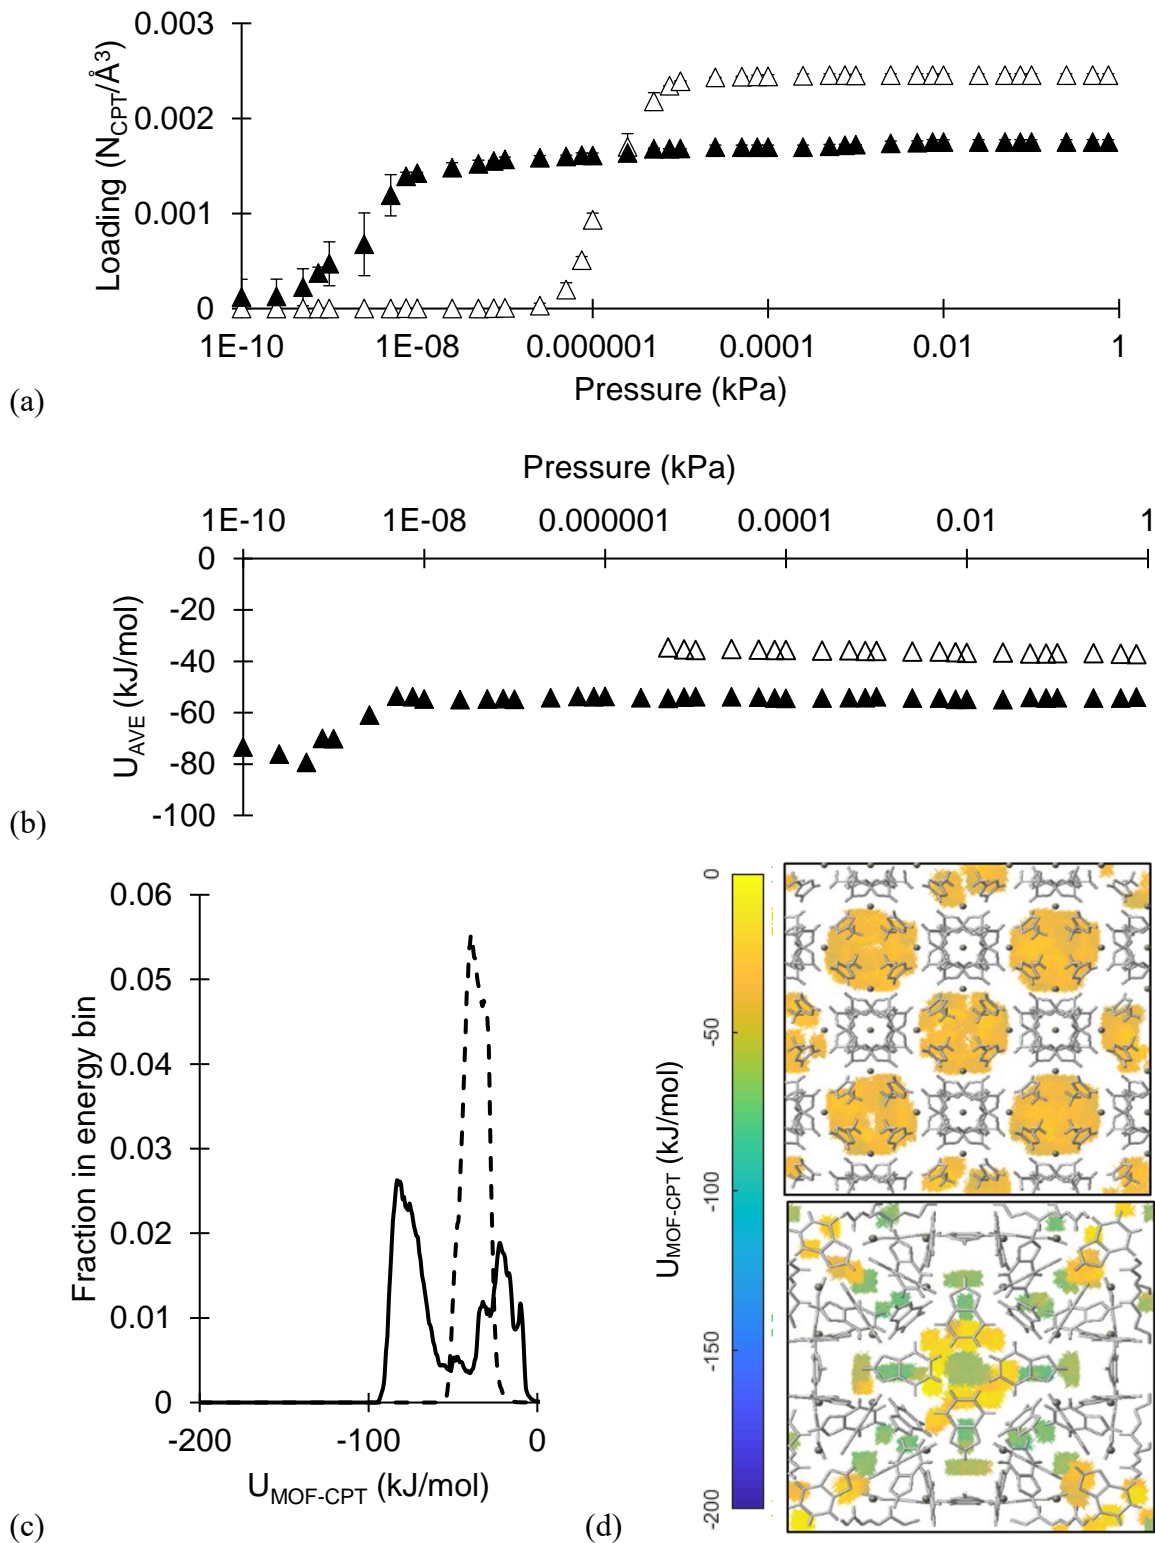 0.003
0.002
0.001
0
Loading (N_CPT/Å³)
1E-10 1E-08 0.000001 0.0001 0.01 1
Pressure (kPa)
(a)
Pressure (kPa)
1E-10 1E-08 0.000001 0.0001 0.01 1
0
-20
-40
-60
-80
-100
U_AVE (kJ/mol)
(b)
0.06
0.05
0.04
0.03
0.02
0.01
0
Fraction in energy bin
-200 -100 0
U_MOF-CPT (kJ/mol)
(c)
0
-50
-100
-150
-200
U_MOF-CPT (kJ/mol)
(d)